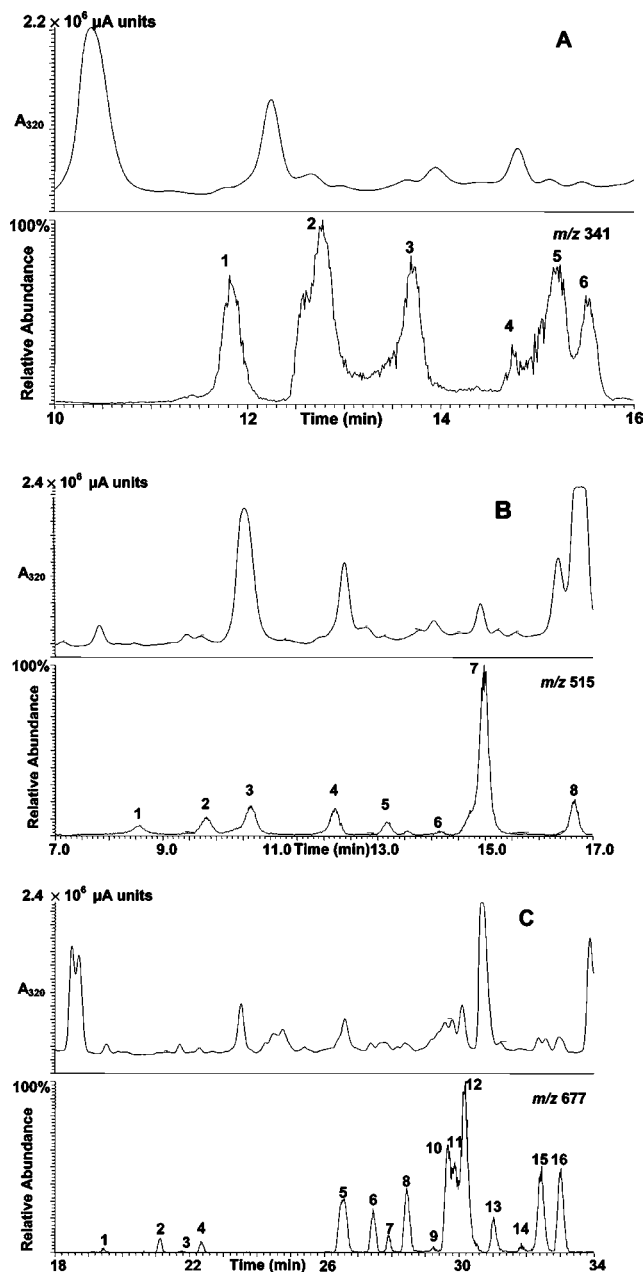 2.2 × 10⁶ µA units
A
A₃₂₀
100%
m/z 341
Relative Abundance
1
2
3
4
5
6
10
12
14
16
Time (min)
2.4 × 10⁶ µA units
B
A₃₂₀
100%
m/z 515
Relative Abundance
1
2
3
4
5
6
7
8
7.0
9.0
11.0
Time (min)
13.0
15.0
17.0
2.4 × 10⁶ µA units
C
A₃₂₀
100%
m/z 677
Relative Abundance
1
2
3
4
5
6
7
8
9
10
11
12
13
14
15
16
18
22
26
30
34
Time (min)